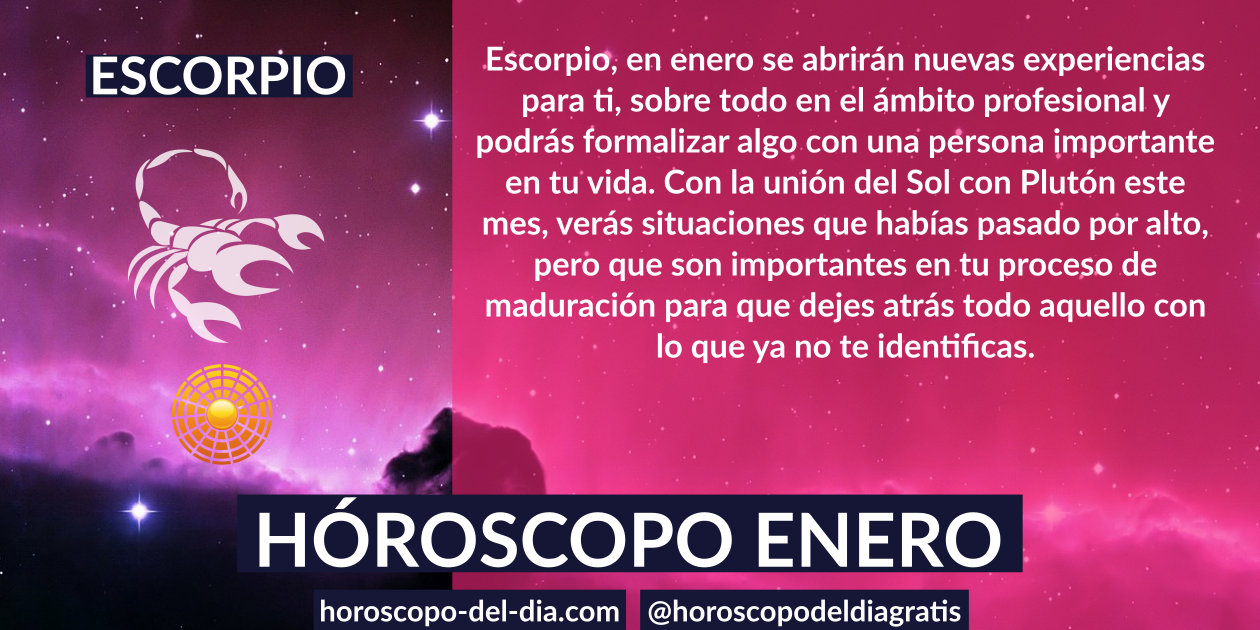 ESCORPIO
Escorpio, en enero se abrirán nuevas experiencias
para ti, sobre todo en el ámbito profesional y
podrás formalizar algo con una persona importante
en tu vida. Con la unión del Sol con Plutón este
mes, verás situaciones que habías pasado por alto,
pero que son importantes en tu proceso de
maduración para que dejes atrás todo aquello con
lo que ya no te identificas.
HÓROSCOPO ENERO
horoscopo-del-dia.com
@horoscopodeldiagratis